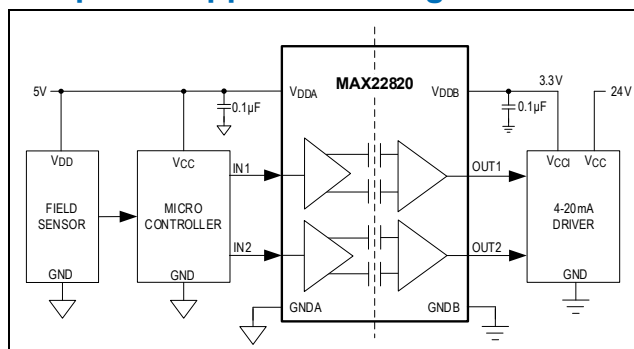 5V
0.1µF
VDDA
MAX22820
VDDB
3.3V
24V
0.1µF
VDD
FIELD
SENSOR
GND
VCC
MICRO
CONTROLLER
GND
IN1
IN2
GNDA
GNDB
OUT1
OUT2
VCCI
VCC
4-20mA
DRIVER
GND